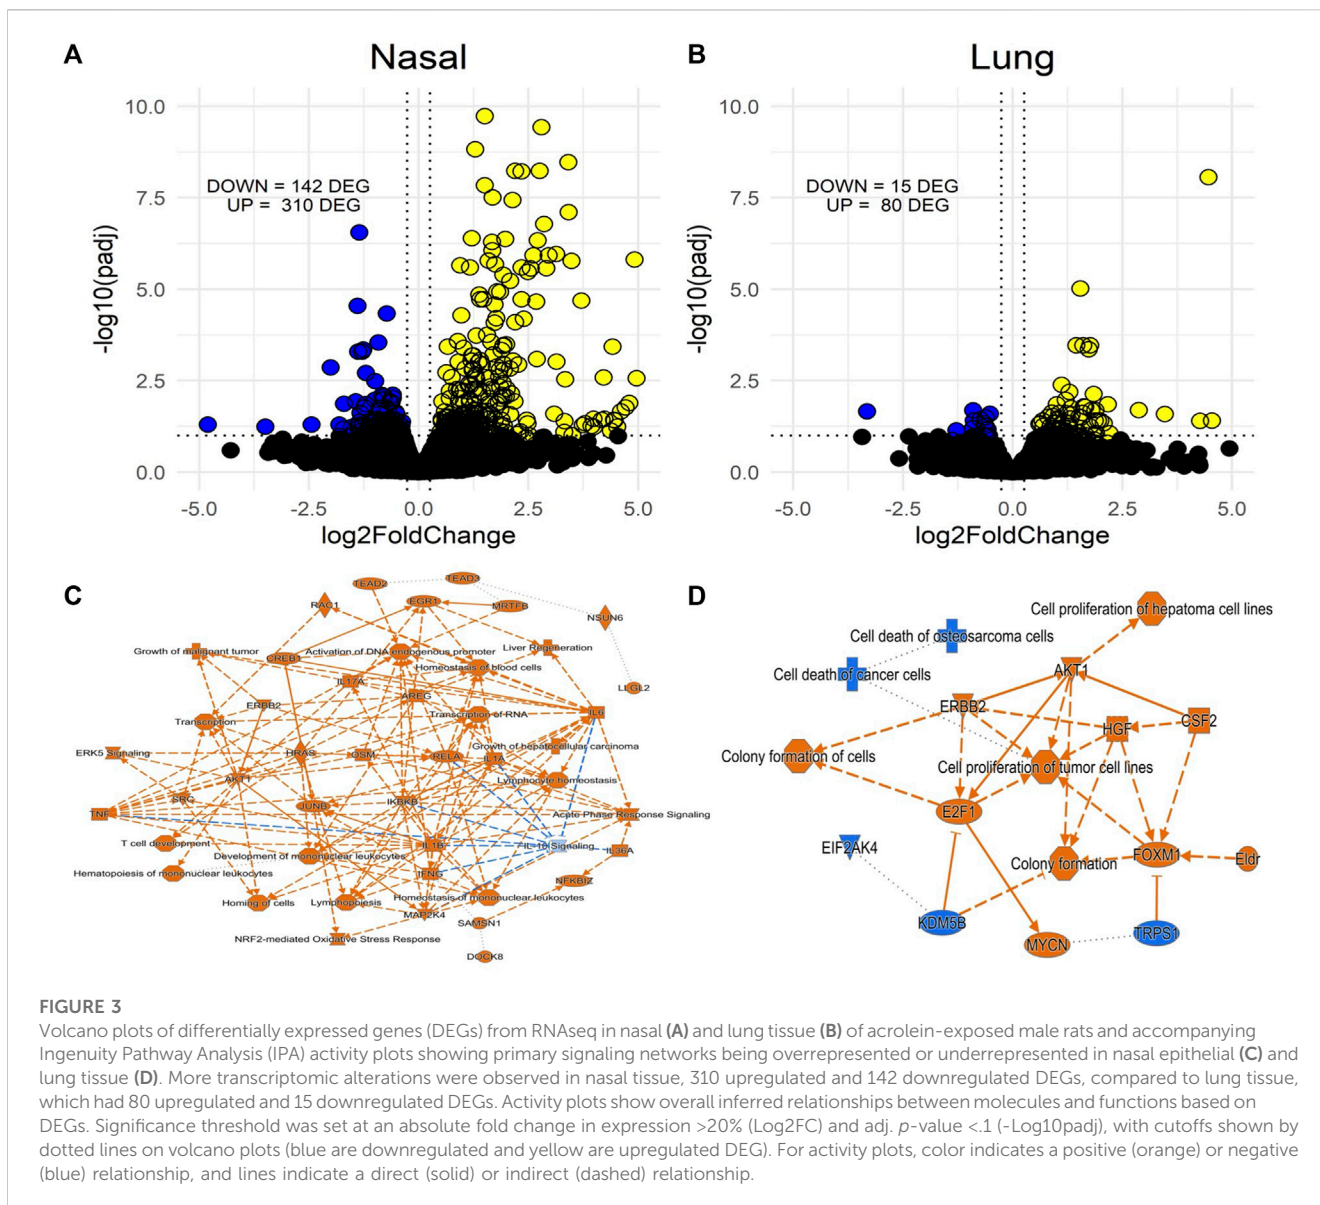 A
Nasal
B
Lung
10.0
7.5
5.0
2.5
0.0
-log10(padj)
DOWN = 142 DEG
UP = 310 DEG
-5.0 -2.5 0.0 2.5 5.0
log2FoldChange
10.0
7.5
5.0
2.5
0.0
-log10(padj)
DOWN = 15 DEG
UP = 80 DEG
-5.0 -2.5 0.0 2.5 5.0
log2FoldChange
C
TEAD2
TEAD3
RAC1
EGR1
MRTFB
NSUN6
Growth of malignant tumor
CREB1
Activation of DNA endogenous promoter
Liver Regeneration
Homeostasis of blood cells
IL17A
AREG
LLGL2
ERBB2
Transcription
Transcription of RNA
IL6
ERK5 Signaling
HRAS
OSM
RELA
IL1A
Growth of hepatocellular carcinoma
AKT1
Lymphocyte homeostasis
SRC
JUNB
IKBKB
TNF
Acute Phase Response Signaling
T cell development
IL1B
IL-10 Signaling
IL36A
Development of mononuclear leukocytes
Hematopoiesis of mononuclear leukocytes
IFNG
NFKBIZ
Homing of cells
Lymphopoiesis
Homeostasis of mononuclear leukocytes
MAP2K4
SAMSN1
NRF2-mediated Oxidative Stress Response
DOCK8
D
Cell proliferation of hepatoma cell lines
Cell death of osteosarcoma cells
Cell death of cancer cells
AKT1
ERBB2
HGF
CSF2
Colony formation of cells
Cell proliferation of tumor cell lines
E2F1
EIF2AK4
Colony formation
FOXM1
Eldr
KDM5B
MYCN
TRPS1
FIGURE 3
Volcano plots of differentially expressed genes (DEGs) from RNAseq in nasal (A) and lung tissue (B) of acrolein-exposed male rats and accompanying
Ingenuity Pathway Analysis (IPA) activity plots showing primary signaling networks being overrepresented or underrepresented in nasal epithelial (C) and
lung tissue (D). More transcriptomic alterations were observed in nasal tissue, 310 upregulated and 142 downregulated DEGs, compared to lung tissue,
which had 80 upregulated and 15 downregulated DEGs. Activity plots show overall inferred relationships between molecules and functions based on
DEGs. Significance threshold was set at an absolute fold change in expression >20% (Log2FC) and adj. p-value <.1 (-Log10padj), with cutoffs shown by
dotted lines on volcano plots (blue are downregulated and yellow are upregulated DEG). For activity plots, color indicates a positive (orange) or negative
(blue) relationship, and lines indicate a direct (solid) or indirect (dashed) relationship.